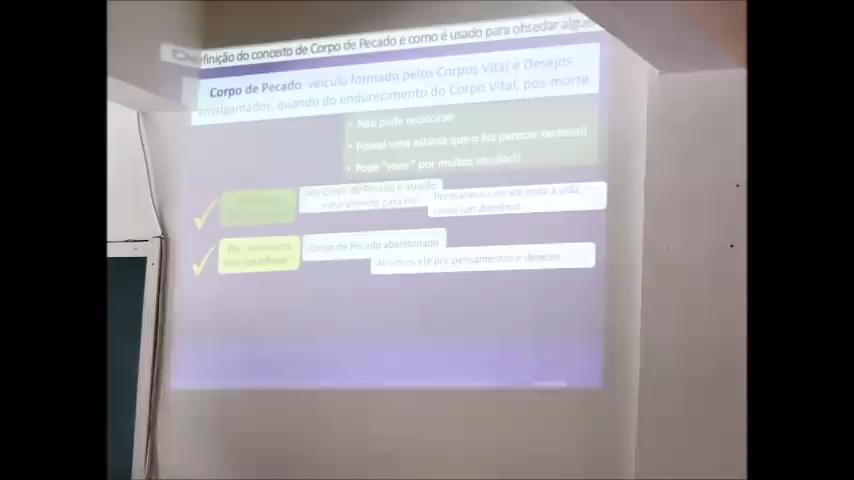 Definição do conceito de Corpo de Pecado e como é usado para obsedar algué
Corpo de Pecado: veículo formado pelos Corpos Vital e Desejos,
amalgamados, quando do endurecimento do Corpo Vital, pós-morte
• Não pode raciocinar
• Possui uma astúcia que o faz parecer racional!
• Pode "viver" por muitos séculos!!
Corpo de Pecado é atraído
naturalmente para ele
Permanecerá com ele toda a vida,
como um demônio
Corpo de Pecado abandonado
Atraímos ele por pensamentos e desejos